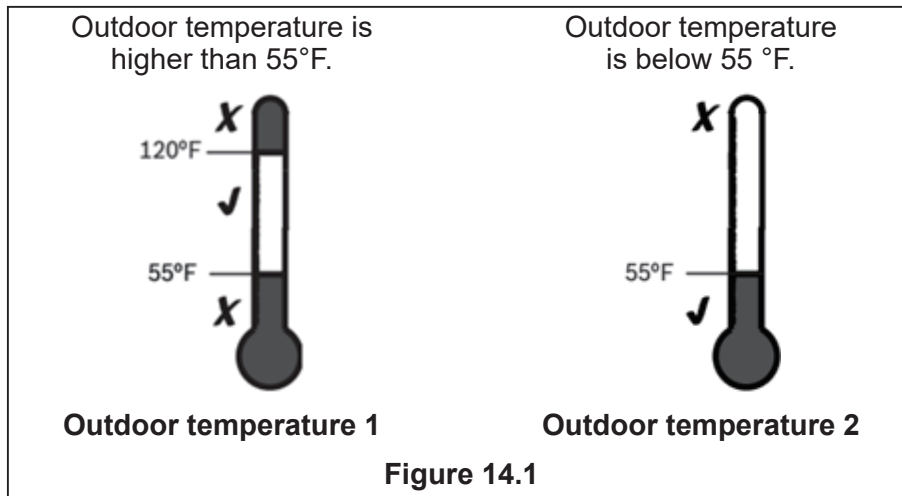 Outdoor temperature is
higher than 55°F.
120ºF
55ºF
Outdoor temperature 1
Outdoor temperature
is below 55 °F.
55ºF
Outdoor temperature 2
Figure 14.1